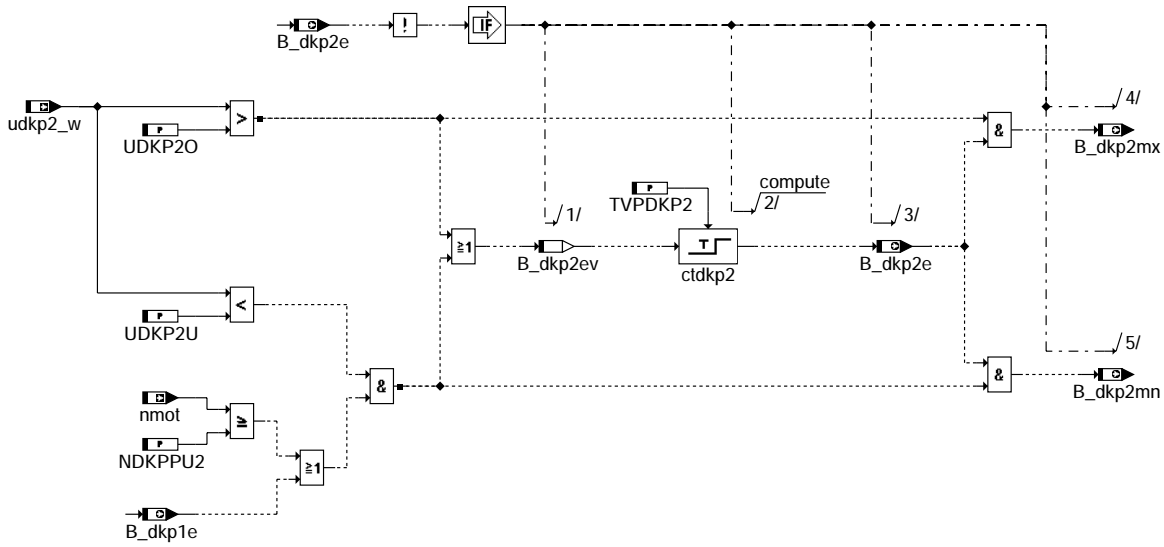 B_dkp2e
!
IF
udkp2_w
P
UDKP2O
>
&
4/
B_dkp2mx
P
TVPDKP2
compute
2/
1/
3/
≥1
B_dkp2ev
T
ctdkp2
B_dkp2e
P
UDKP2U
<
5/
&
&
B_dkp2mn
nmot
≥
P
NDKPPU2
≥1
B_dkp1e